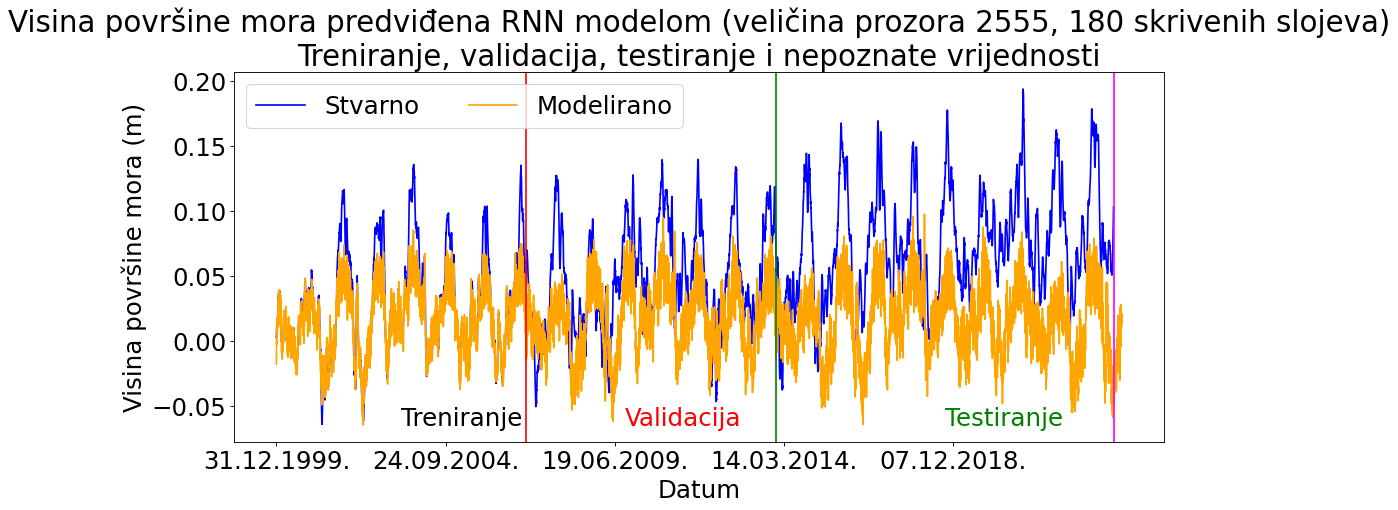 Visina površine mora predviđena RNN modelom (veličina prozora 2555, 180 skrivenih slojeva)
Treniranje, validacija, testiranje i nepoznate vrijednosti
Visina površine mora (m)
0.20
0.15
0.10
0.05
0.00
−0.05
Stvarno Modelirano
Treniranje Validacija Testiranje
31.12.1999. 24.09.2004. 19.06.2009. 14.03.2014. 07.12.2018.
Datum